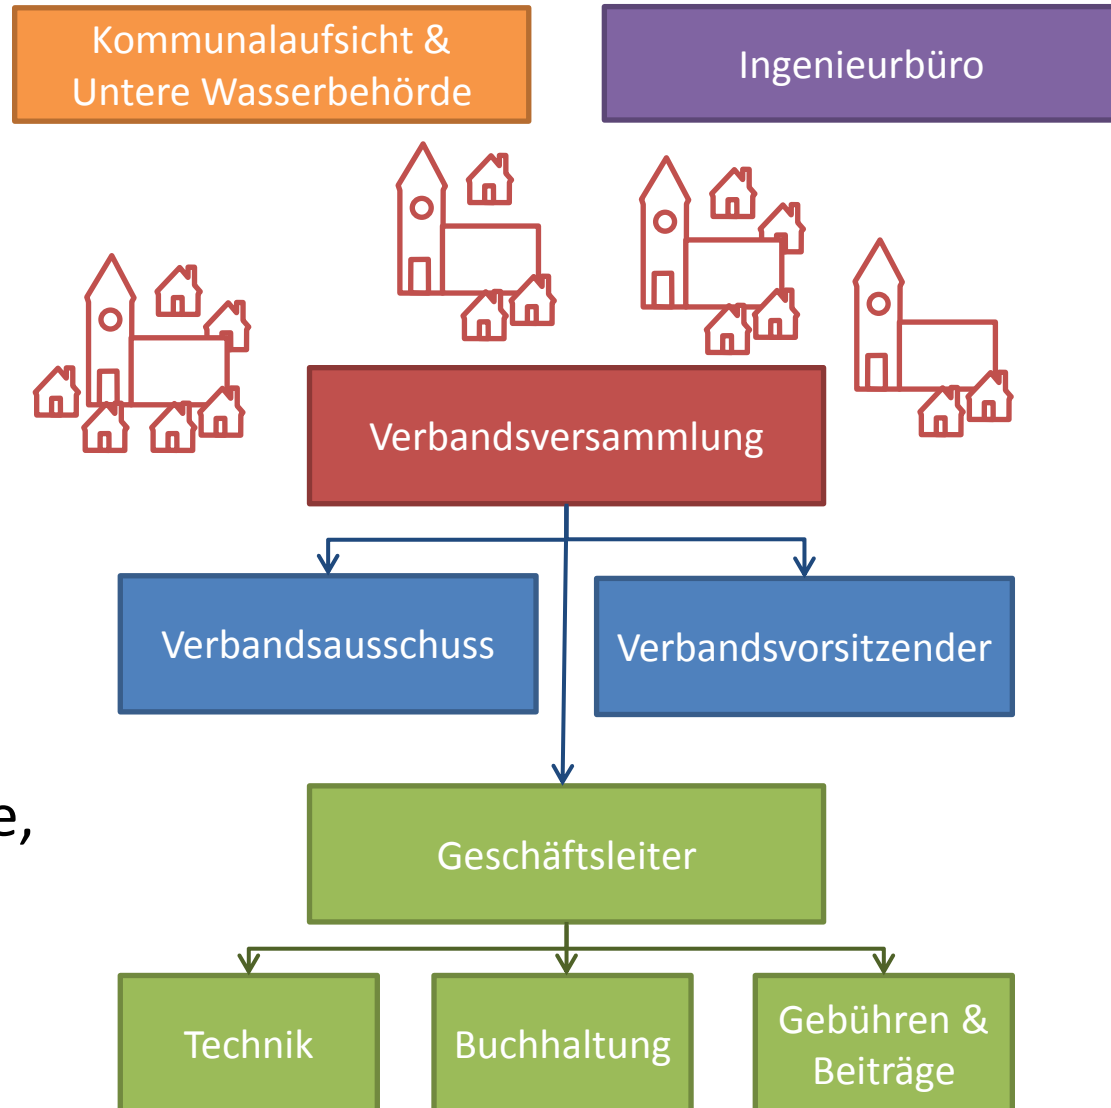 Kommunalaufsicht &
Untere Wasserbehörde
Ingenieurbüro
Verbandsversammlung
Verbandsausschuss
Verbandsvorsitzender
e,
Geschäftsleiter
Technik
Buchhaltung
Gebühren &
Beiträge